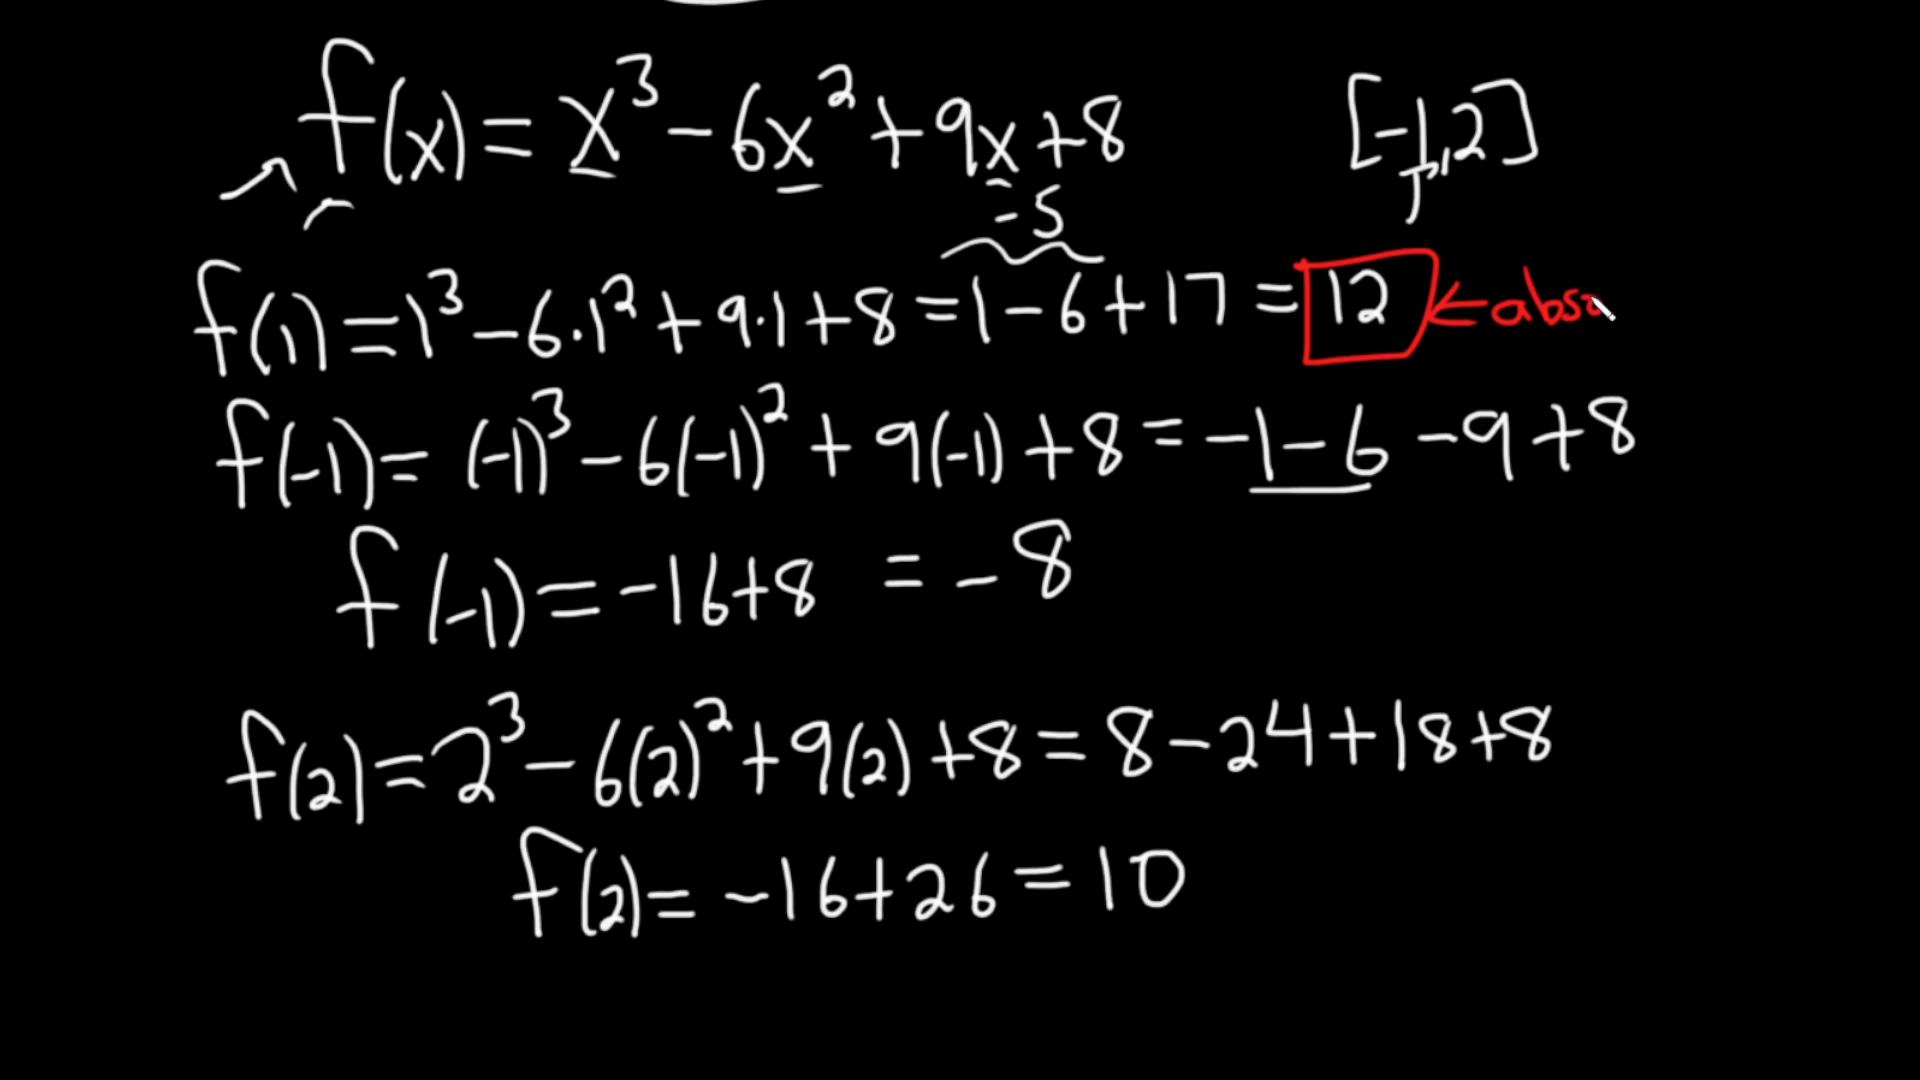 f(x) = x³ - 6x² + 9x + 8 [-1, 2]
-5
f(1) = 1³ - 6·1² + 9·1 + 8 = 1 - 6 + 17 = 12 ← abso
f(-1) = (-1)³ - 6(-1)² + 9(-1) + 8 = -1 - 6 - 9 + 8
f(-1) = -16 + 8 = -8
f(2) = 2³ - 6(2)² + 9(2) + 8 = 8 - 24 + 18 + 8
f(2) = -16 + 26 = 10